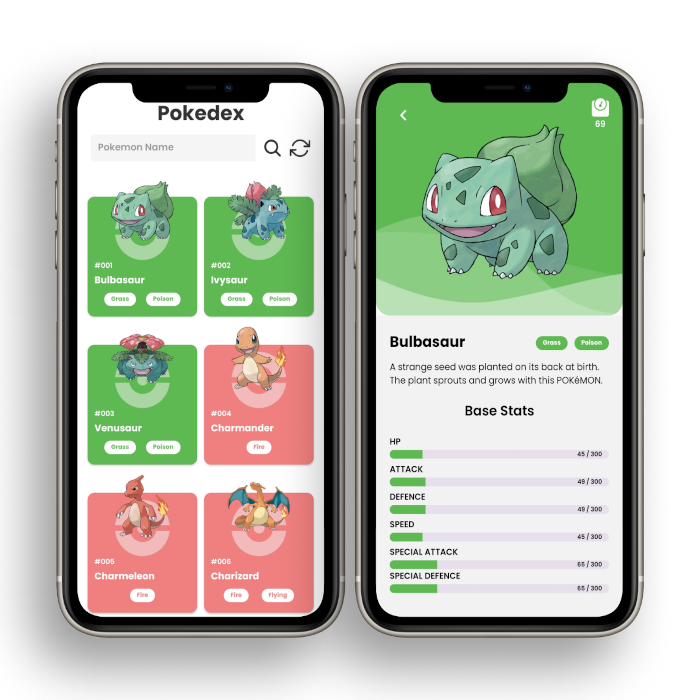 Pokedex
Pokemon Name
#001
Bulbasaur
Grass Poison
#002
Ivysaur
Grass Poison
#003
Venusaur
Grass Poison
#004
Charmander
Fire
#005
Charmeleon
Fire
#006
Charizard
Fire Flying
69
Bulbasaur
Grass Poison
A strange seed was planted on its back at birth.
The plant sprouts and grows with this POKéMON.
Base Stats
HP
45 / 300
ATTACK
49 / 300
DEFENCE
49 / 300
SPEED
45 / 300
SPECIAL ATTACK
65 / 300
SPECIAL DEFENCE
65 / 300